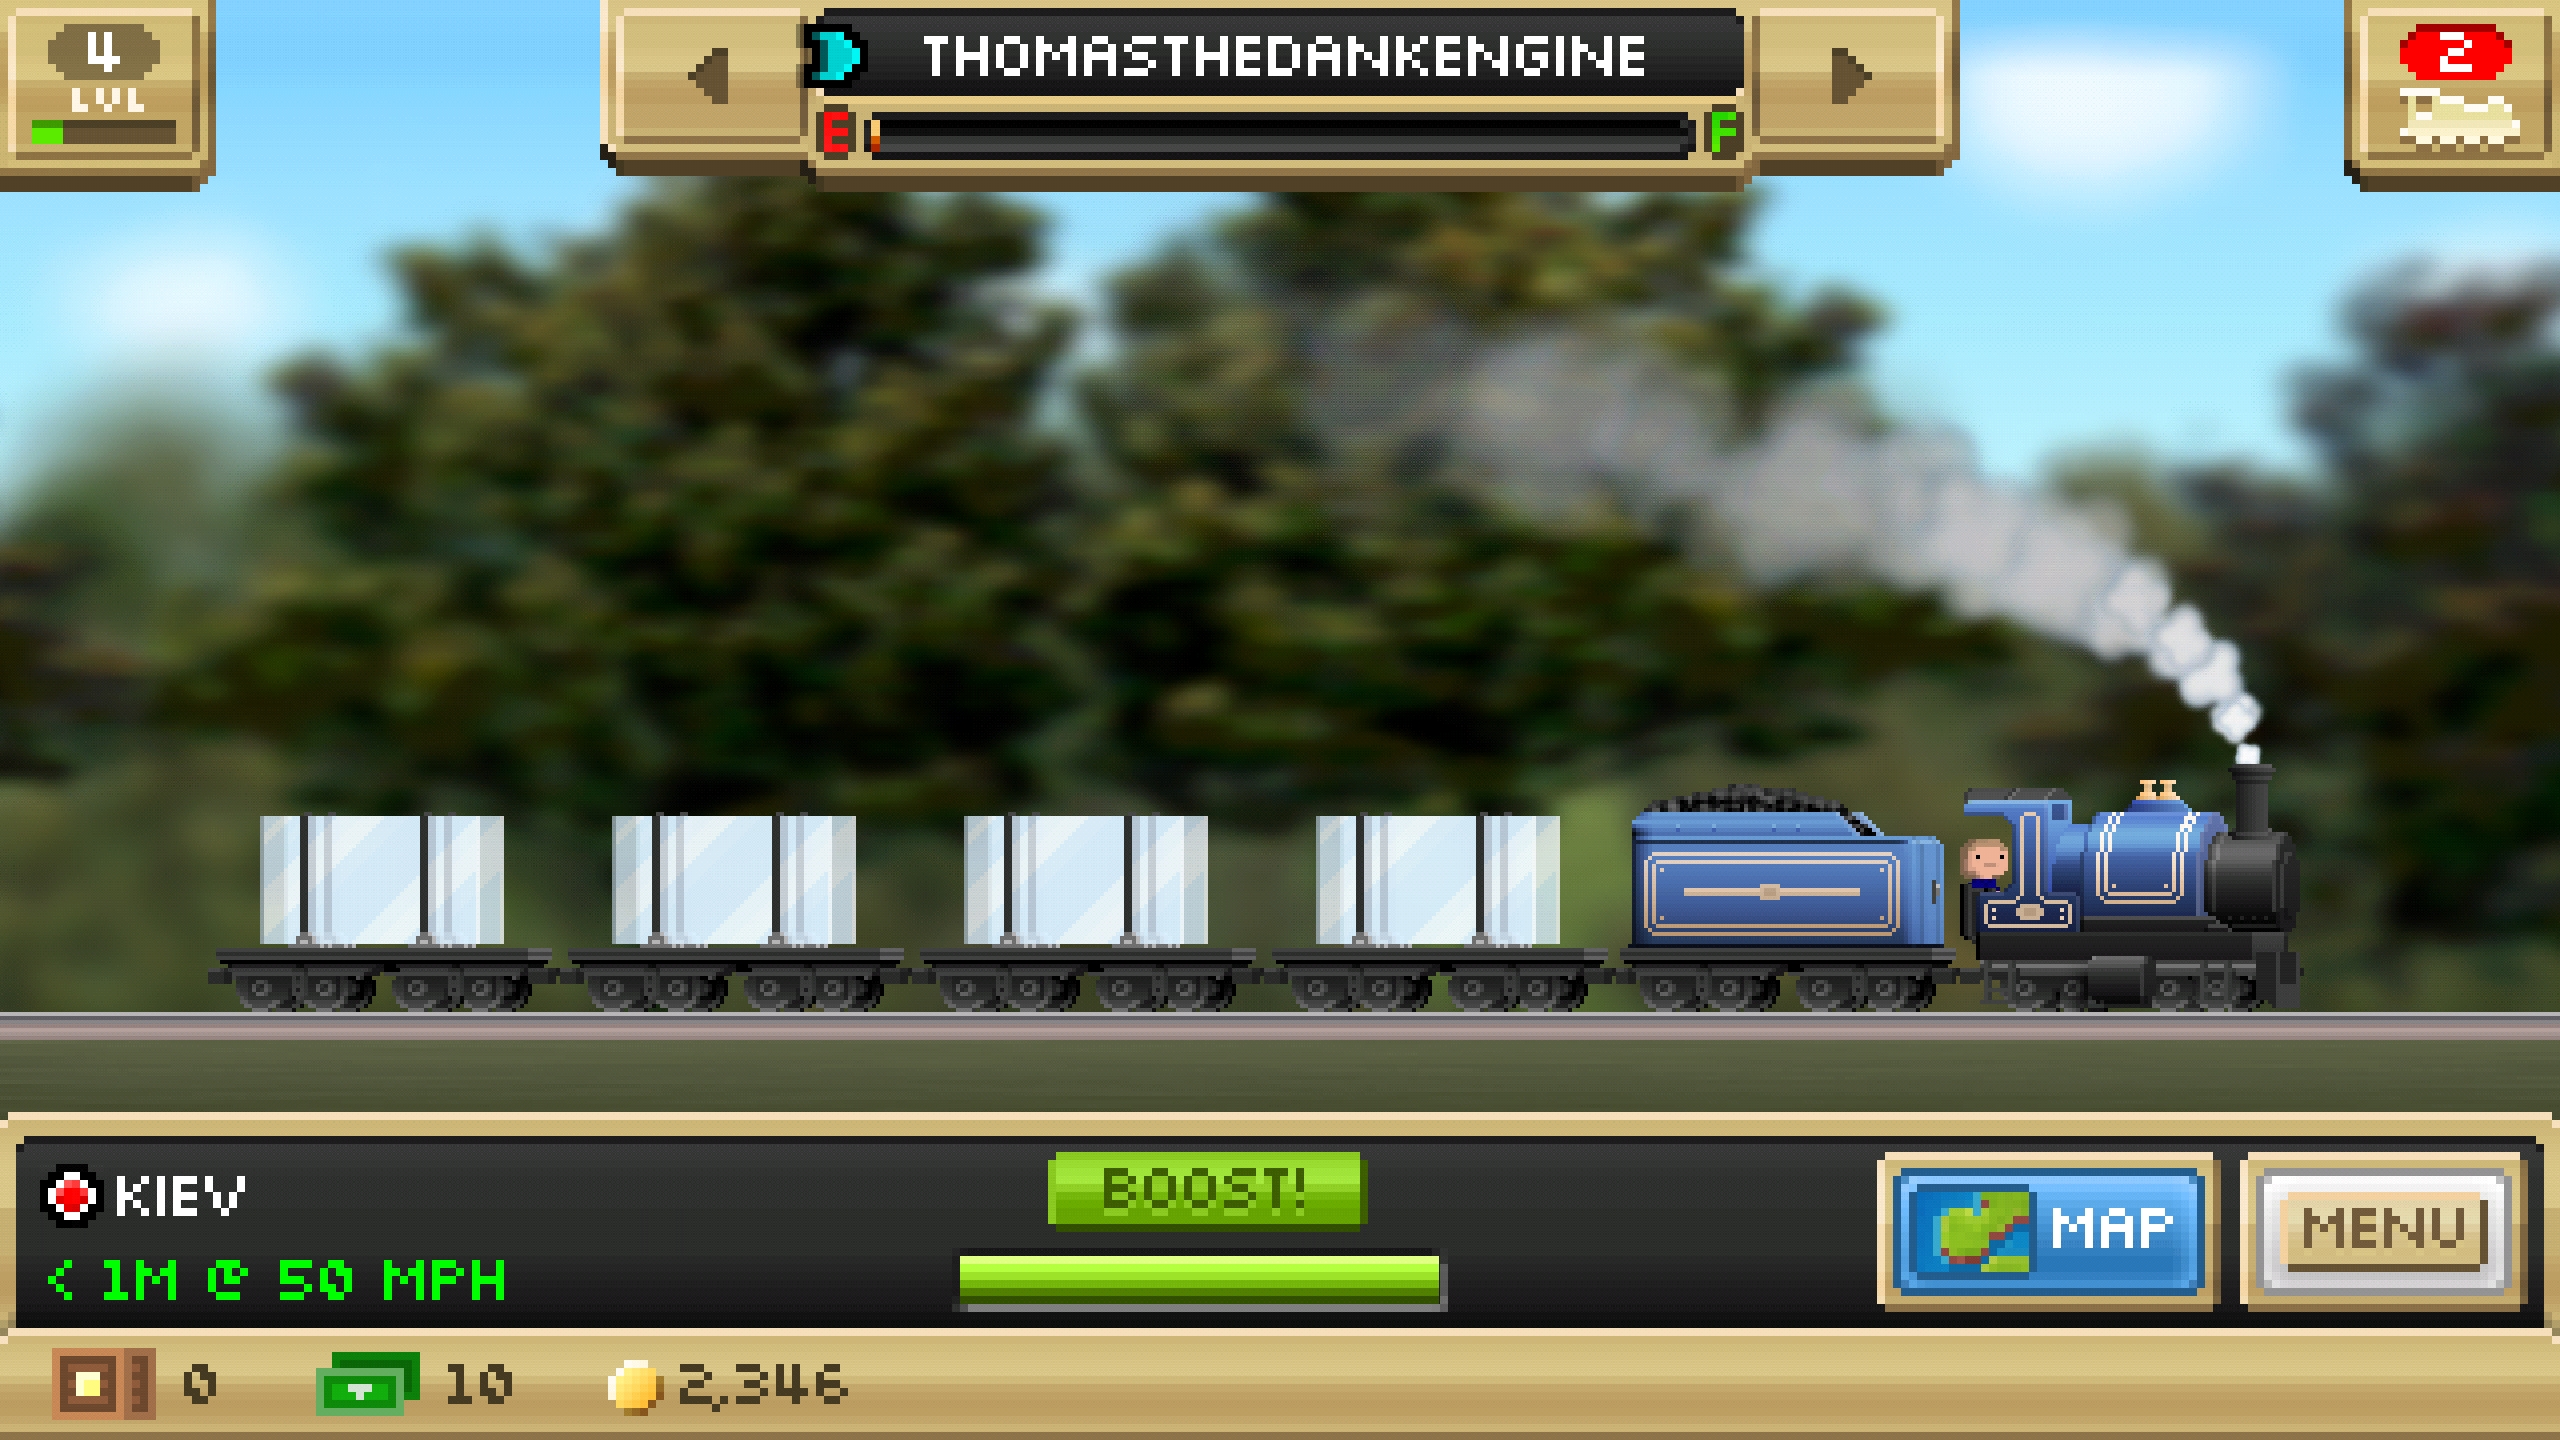 4
LVL
THOMASTHEDANKENGINE
E F
2
KIEV
< 1M @ 50 MPH
BOOST!
MAP
MENU
0 10 2,346